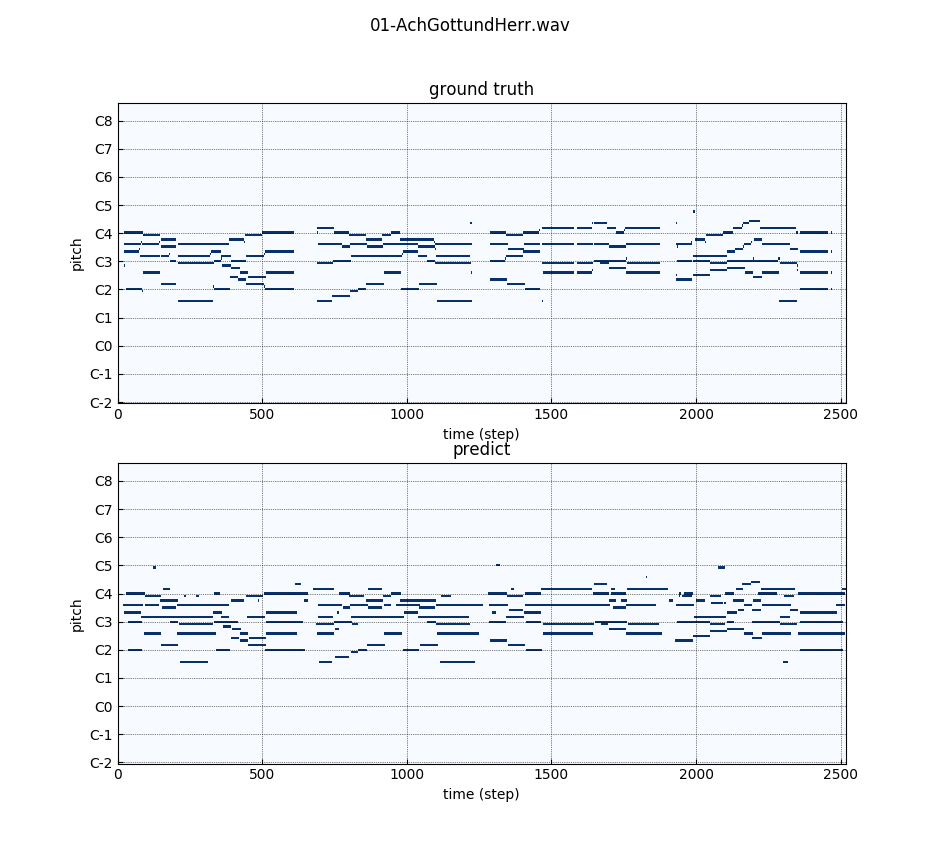 01-AchGottundHerr.wav
ground truth
C8
C7
C6
C5
C4
C3
C2
C1
C0
C-1
C-2
pitch
0 500 1000 1500 2000 2500
time (step)
predict
C8
C7
C6
C5
C4
C3
C2
C1
C0
C-1
C-2
pitch
0 500 1000 1500 2000 2500
time (step)